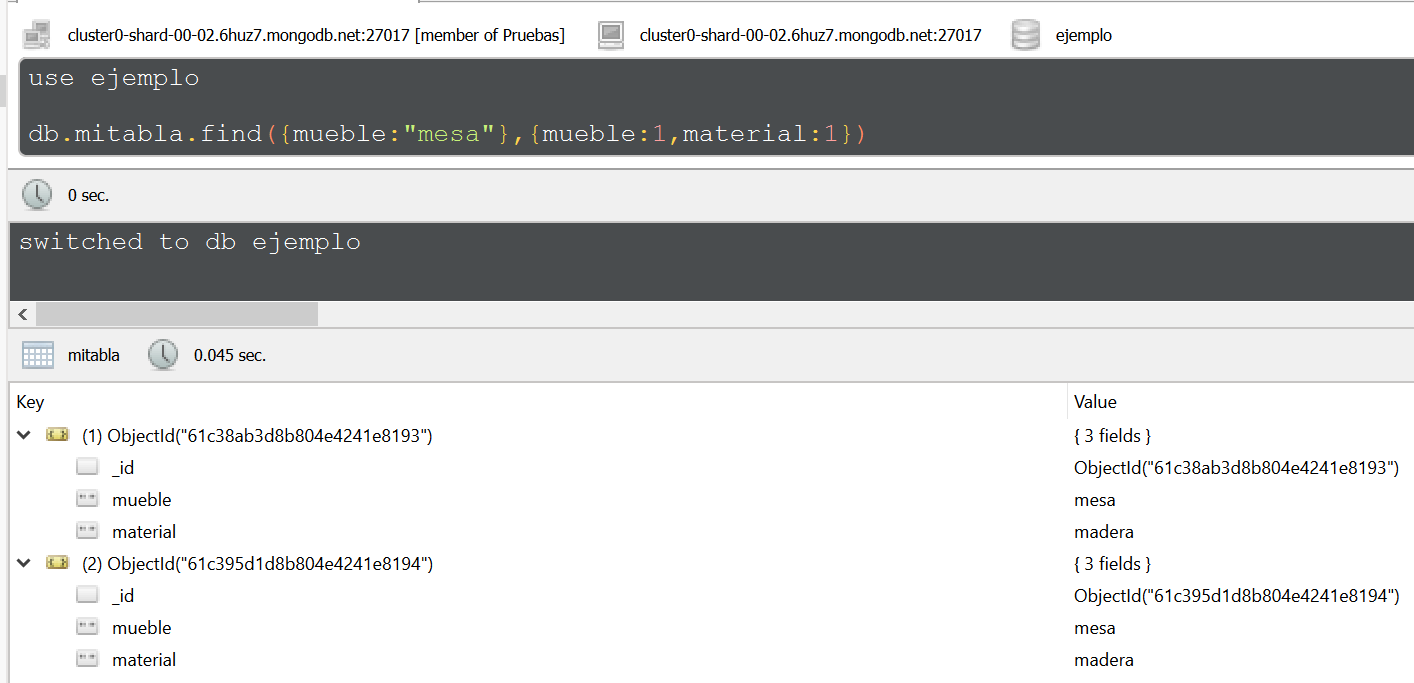 cluster0-shard-00-02.6huz7.mongodb.net:27017 [member of Pruebas] cluster0-shard-00-02.6huz7.mongodb.net:27017 ejemplo
use ejemplo
db.mitabla.find({mueble:"mesa"},{mueble:1,material:1})
0 sec.
switched to db ejemplo
mitabla 0.045 sec.
Key Value
(1) ObjectId("61c38ab3d8b804e4241e8193") { 3 fields }
_id ObjectId("61c38ab3d8b804e4241e8193")
mueble mesa
material madera
(2) ObjectId("61c395d1d8b804e4241e8194") { 3 fields }
_id ObjectId("61c395d1d8b804e4241e8194")
mueble mesa
material madera